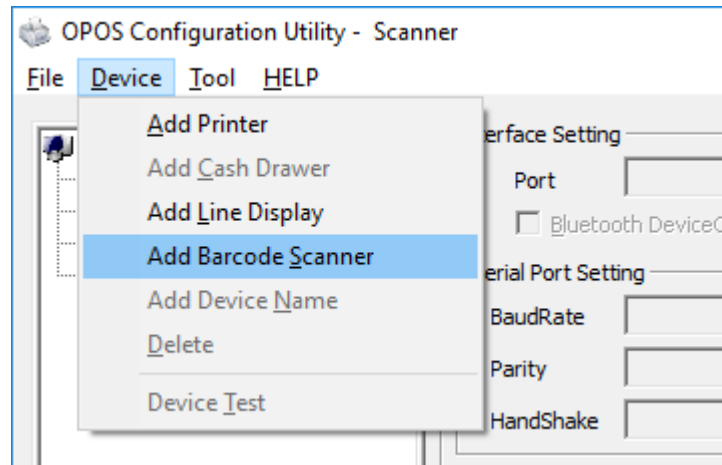 OPOS Configuration Utility - Scanner
File Device Tool HELP
Add Printer
Add Cash Drawer
Add Line Display
Add Barcode Scanner
Add Device Name
Delete
Device Test
erface Setting
Port
Bluetooth Device
erial Port Setting
BaudRate
Parity
HandShake